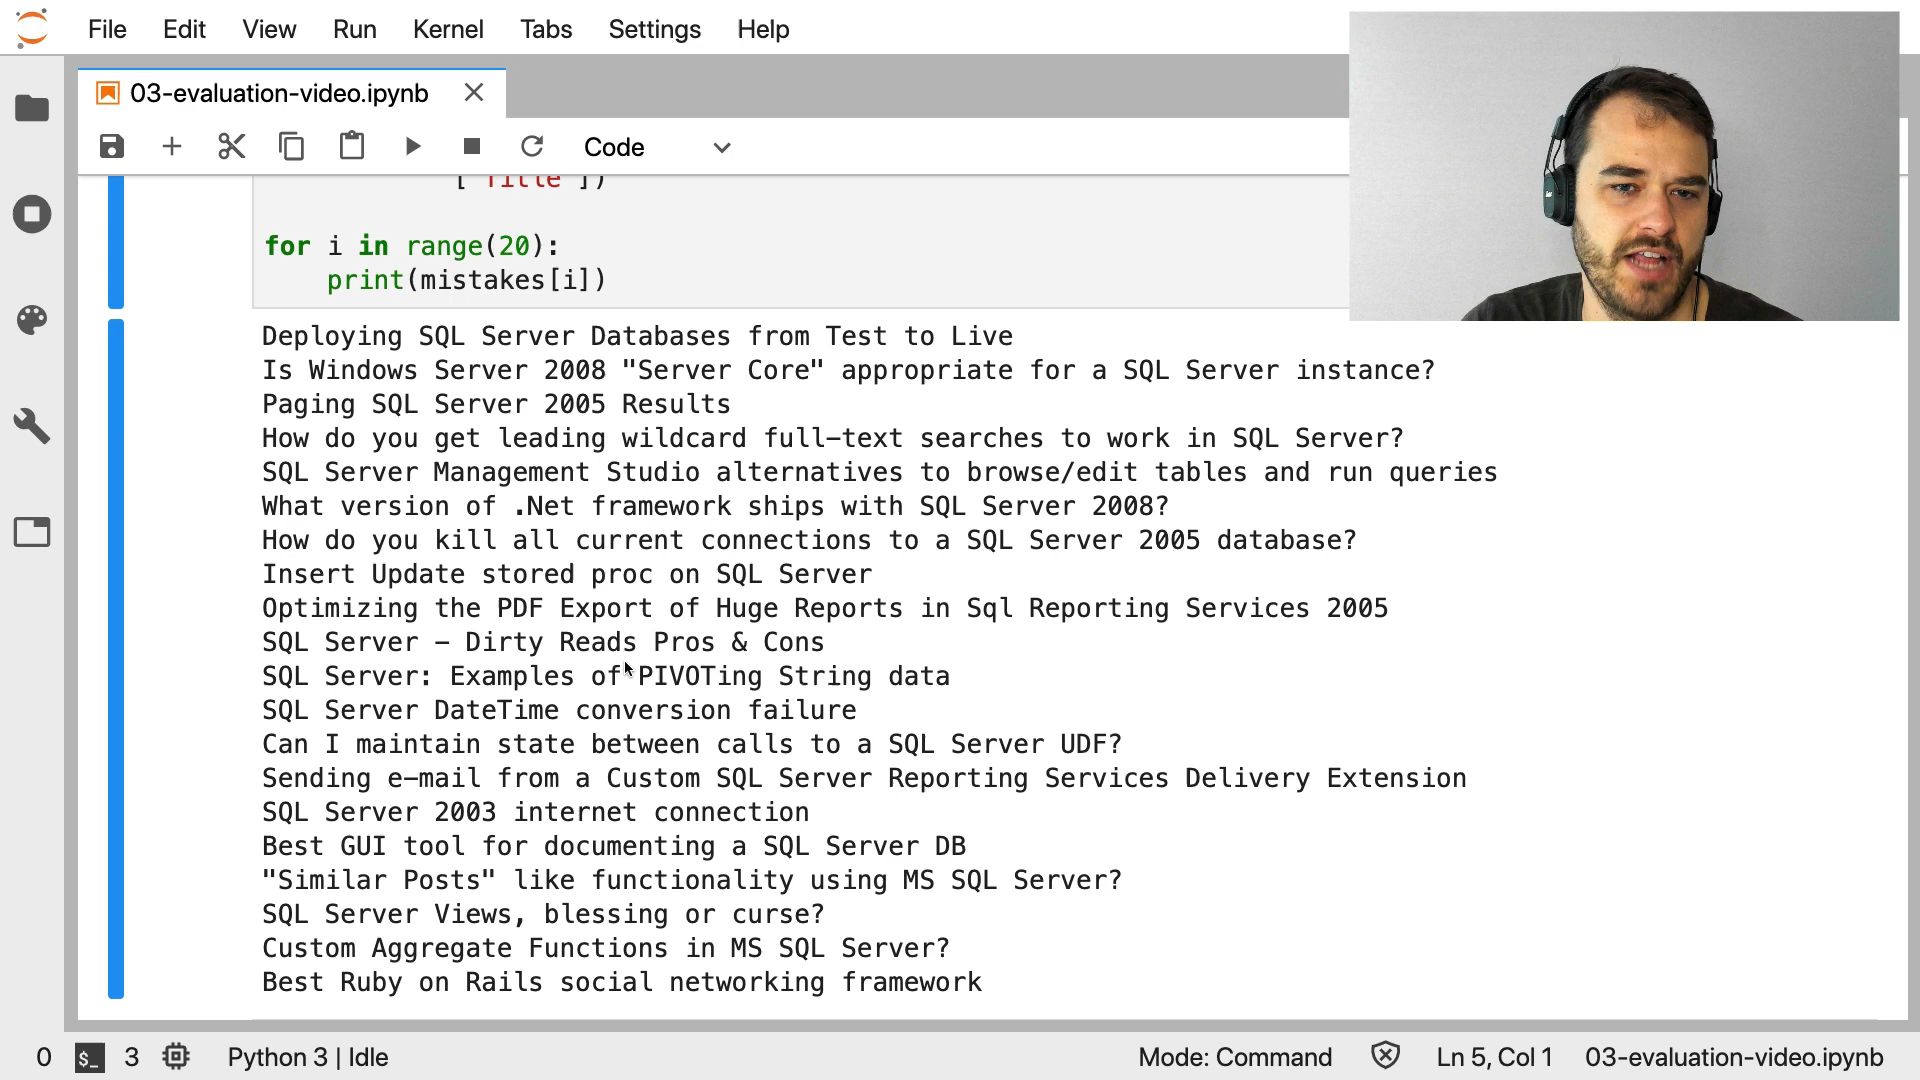 File Edit View Run Kernel Tabs Settings Help
03-evaluation-video.ipynb
Code
['Title'])
for i in range(20):
print(mistakes[i])
Deploying SQL Server Databases from Test to Live
Is Windows Server 2008 "Server Core" appropriate for a SQL Server instance?
Paging SQL Server 2005 Results
How do you get leading wildcard full-text searches to work in SQL Server?
SQL Server Management Studio alternatives to browse/edit tables and run queries
What version of .Net framework ships with SQL Server 2008?
How do you kill all current connections to a SQL Server 2005 database?
Insert Update stored proc on SQL Server
Optimizing the PDF Export of Huge Reports in Sql Reporting Services 2005
SQL Server - Dirty Reads Pros & Cons
SQL Server: Examples of PIVOTing String data
SQL Server DateTime conversion failure
Can I maintain state between calls to a SQL Server UDF?
Sending e-mail from a Custom SQL Server Reporting Services Delivery Extension
SQL Server 2003 internet connection
Best GUI tool for documenting a SQL Server DB
"Similar Posts" like functionality using MS SQL Server?
SQL Server Views, blessing or curse?
Custom Aggregate Functions in MS SQL Server?
Best Ruby on Rails social networking framework
0 $_ 3 Python 3 | Idle Mode: Command Ln 5, Col 1 03-evaluation-video.ipynb